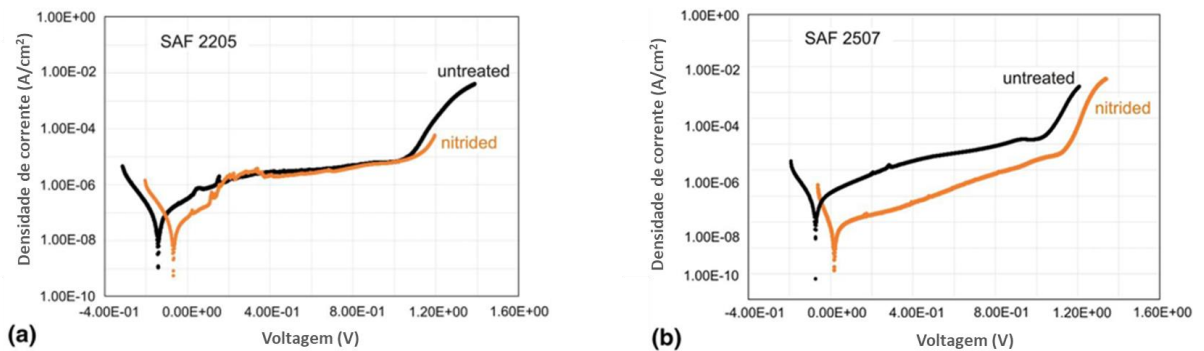 1.00E+00
1.00E-02
1.00E-04
1.00E-06
1.00E-08
1.00E-10
Densidade de corrente (A/cm²)
SAF 2205
untreated
nitrided
-4.00E-01 0.00E+00 4.00E-01 8.00E-01 1.20E+00 1.60E+00
Voltagem (V)
(a)
1.00E+00
1.00E-02
1.00E-04
1.00E-06
1.00E-08
1.00E-10
Densidade de corrente (A/cm²)
SAF 2507
untreated
nitrided
-4.00E-01 0.00E+00 4.00E-01 8.00E-01 1.20E+00 1.60E+00
Voltagem (V)
(b)